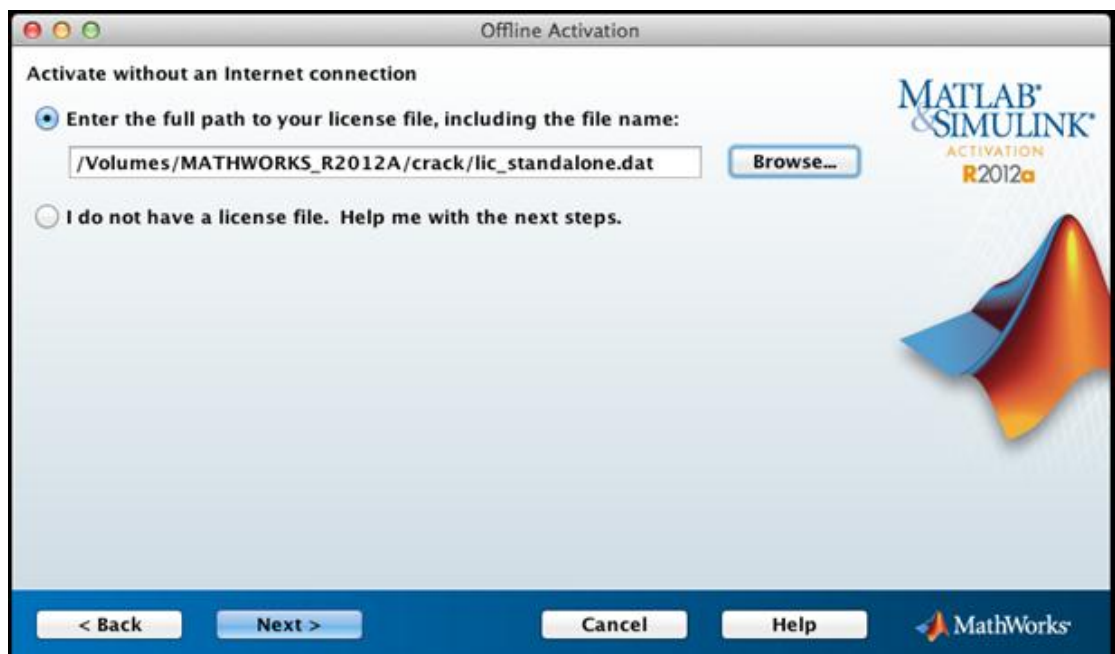 Offline Activation
Activate without an Internet connection
Enter the full path to your license file, including the file name:
/Volumes/MATHWORKS_R2012A/crack/lic_standalone.dat
Browse...
I do not have a license file. Help me with the next steps.
MATLAB®
&SIMULINK®
ACTIVATION
R2012a
< Back
Next >
Cancel
Help
MathWorks®